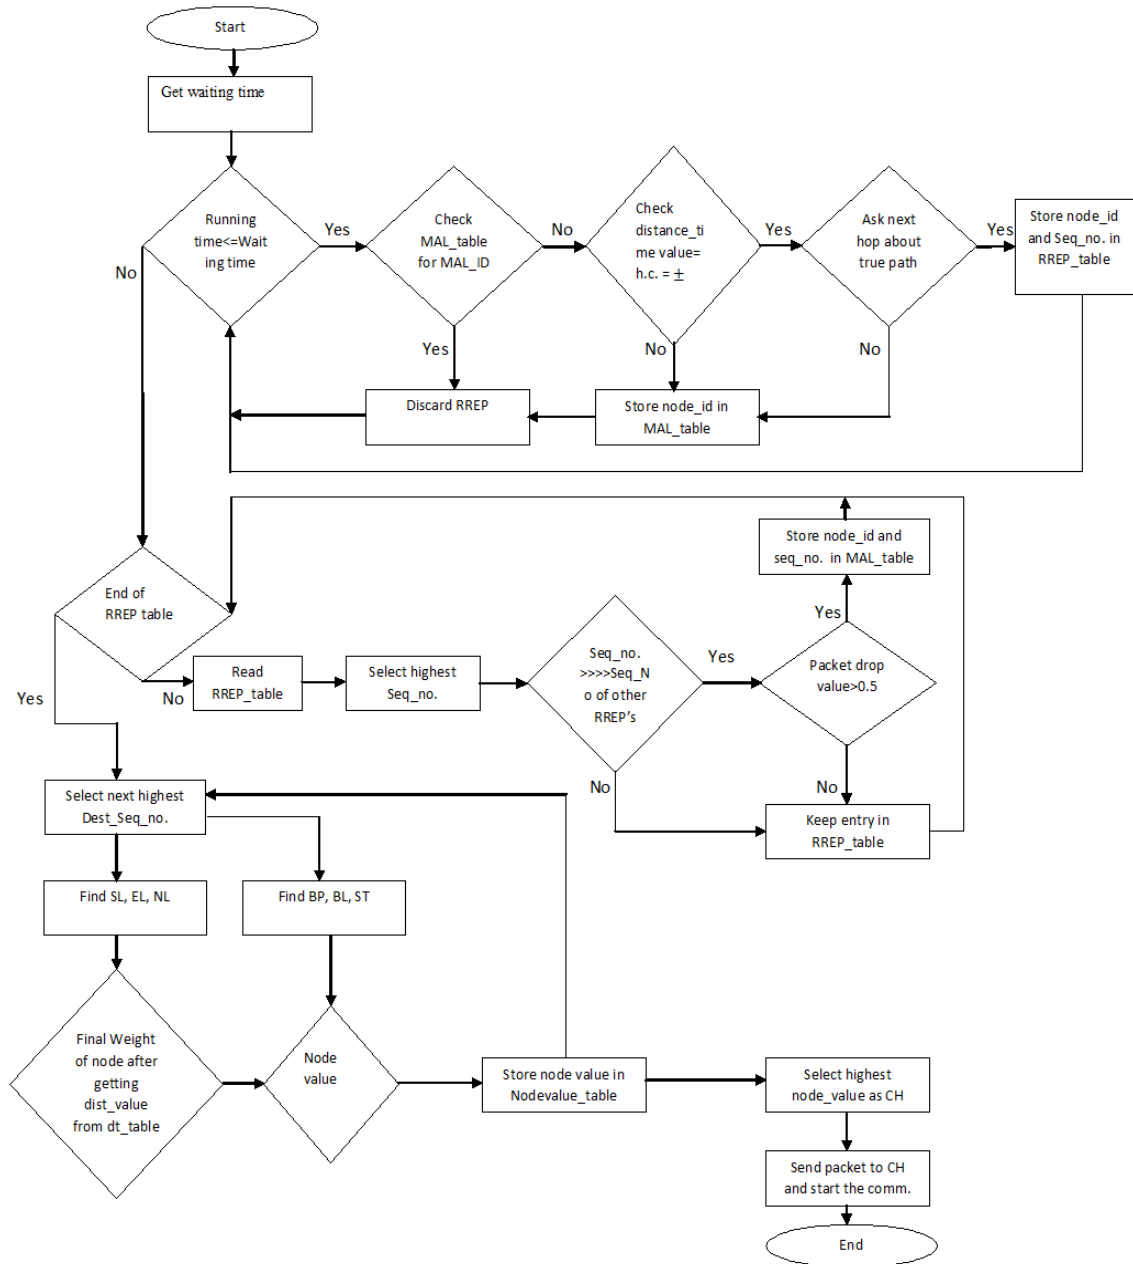 Start
Get waiting time
Running
time<=Wait
ing time
Yes
No
Check
MAL_table
for MAL_ID
No
Yes
Check
distance_ti
me value=
h.c. = ±
Yes
No
Ask next
hop about
true path
Yes
No
Store node_id
and Seq_no. in
RREP_table
Discard RREP
Store node_id in
MAL_table
Store node_id and
seq_no. in MAL_table
End of
RREP table
Yes
No
Read
RREP_table
Select highest
Seq_no.
Seq_no.
>>>>Seq_N
o of other
RREP's
Yes
No
Yes
Packet drop
value>0.5
No
Keep entry in
RREP_table
Select next highest
Dest_Seq_no.
Find SL, EL, NL
Find BP, BL, ST
Final Weight
of node after
getting
dist_value
from dt_table
Node
value
Store node value in
Nodevalue_table
Select highest
node_value as CH
Send packet to CH
and start the comm.
End